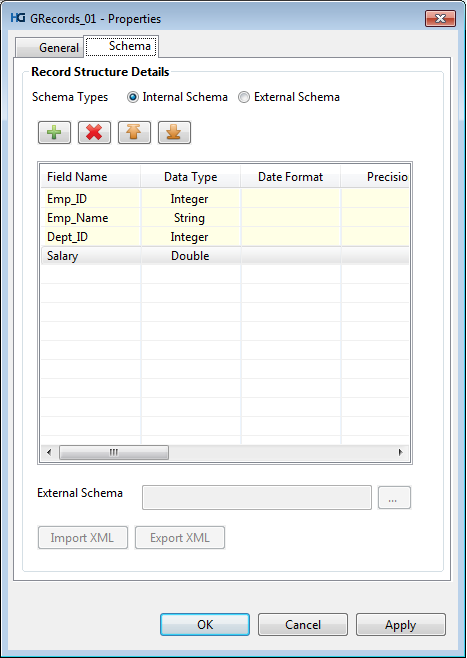 HG GRecords_01 - Properties
General Schema
Record Structure Details
Schema Types Internal Schema External Schema
Field Name Data Type Date Format Precisio
Emp_ID Integer
Emp_Name String
Dept_ID Integer
Salary Double
External Schema ...
Import XML Export XML
OK Cancel Apply